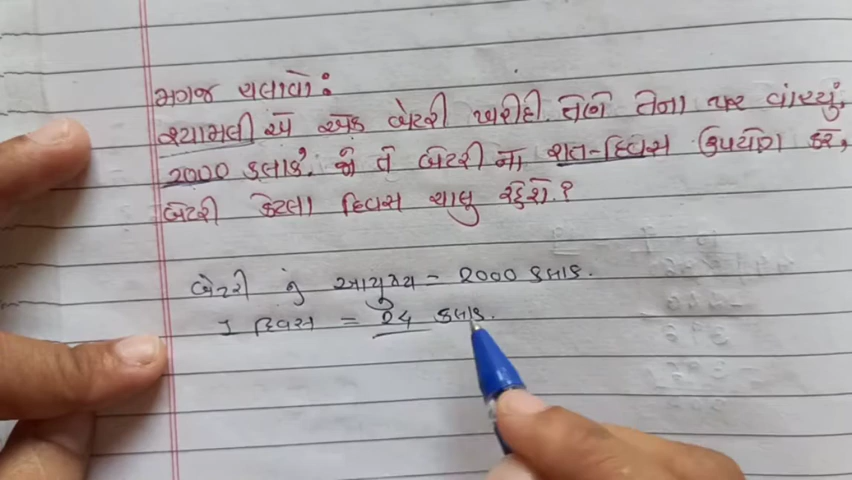 મગજ ચલાવો :
શ્યામલી એ એક બેટરી ખરીદી. તેણે તેના પર વાંચ્યું,
2000 કલાક. જો તે બેટરી ના રાત-દિવસ ઉપયોગ કરે,
બેટરી કેટલા દિવસ ચાલુ રહેશે.?
બેટરી નું આયુષ્ય = 2000 કલાક.
1 દિવસ = 24 કલાક.